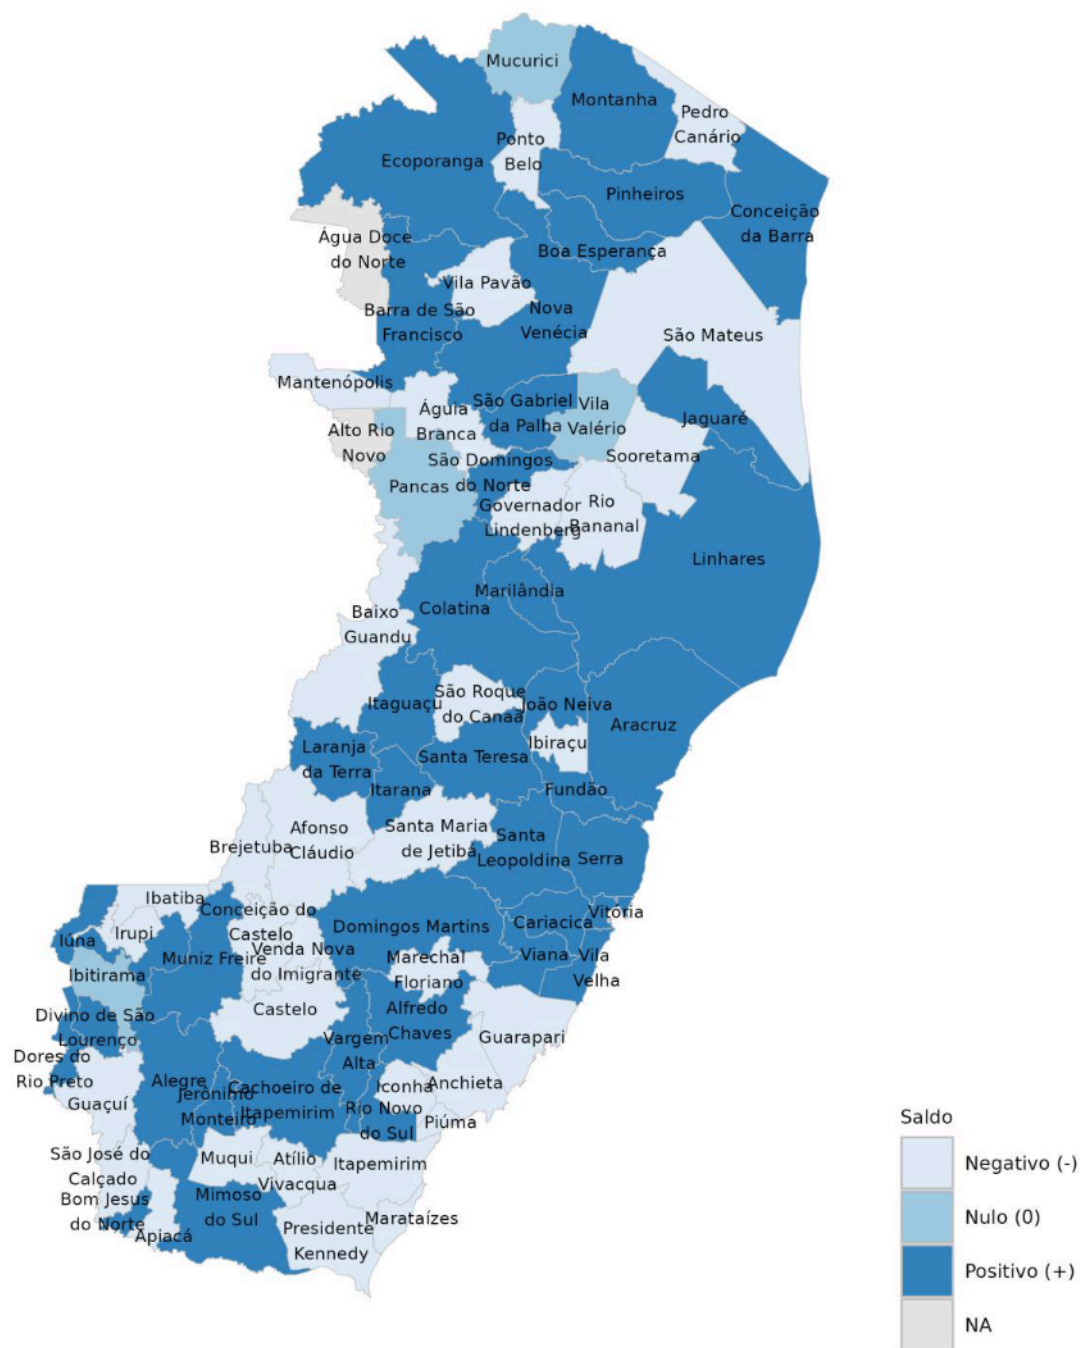 Mucurici
Montanha
Pedro
Canário
Ponto
Belo
Ecoporanga
Pinheiros
Conceição
da Barra
Água Doce
do Norte
Boa Esperança
Vila Pavão
Barra de São
Francisco
Nova
Venécia
São Mateus
Mantenópolis
Águia
Branca
São Gabriel
da Palha
Vila
Valério
Jaguaré
Alto Rio
Novo
Sooretama
São Domingos
do Norte
Pancas
Governador
Lindenberg
Rio
Bananal
Linhares
Marilândia
Colatina
Baixo
Guandu
Itaguaçu
São Roque
do Canaã
João Neiva
Aracruz
Ibiraçu
Laranja
da Terra
Santa Teresa
Itarana
Fundão
Afonso
Cláudio
Santa Maria
de Jetibá
Santa
Leopoldina
Brejetuba
Serra
Ibatiba
Conceição do
Castelo
Vitória
Cariacica
Domingos Martins
Irupi
Iúna
Muniz Freire
Venda Nova
do Imigrante
Marechal
Floriano
Viana
Vila
Velha
Ibitirama
Castelo
Alfredo
Chaves
Divino de São
Lourenço
Guarapari
Vargem
Alta
Dores do
Rio Preto
Alegre
Jerônimo
Monteiro
Cachoeiro de
Itapemirim
Iconha
Anchieta
Guaçuí
Rio Novo
do Sul
Piúma
São José do
Calçado
Muqui
Atílio
Vivacqua
Itapemirim
Bom Jesus
do Norte
Mimoso
do Sul
Apiacá
Presidente
Kennedy
Marataízes
Saldo
Negativo (-)
Nulo (0)
Positivo (+)
NA